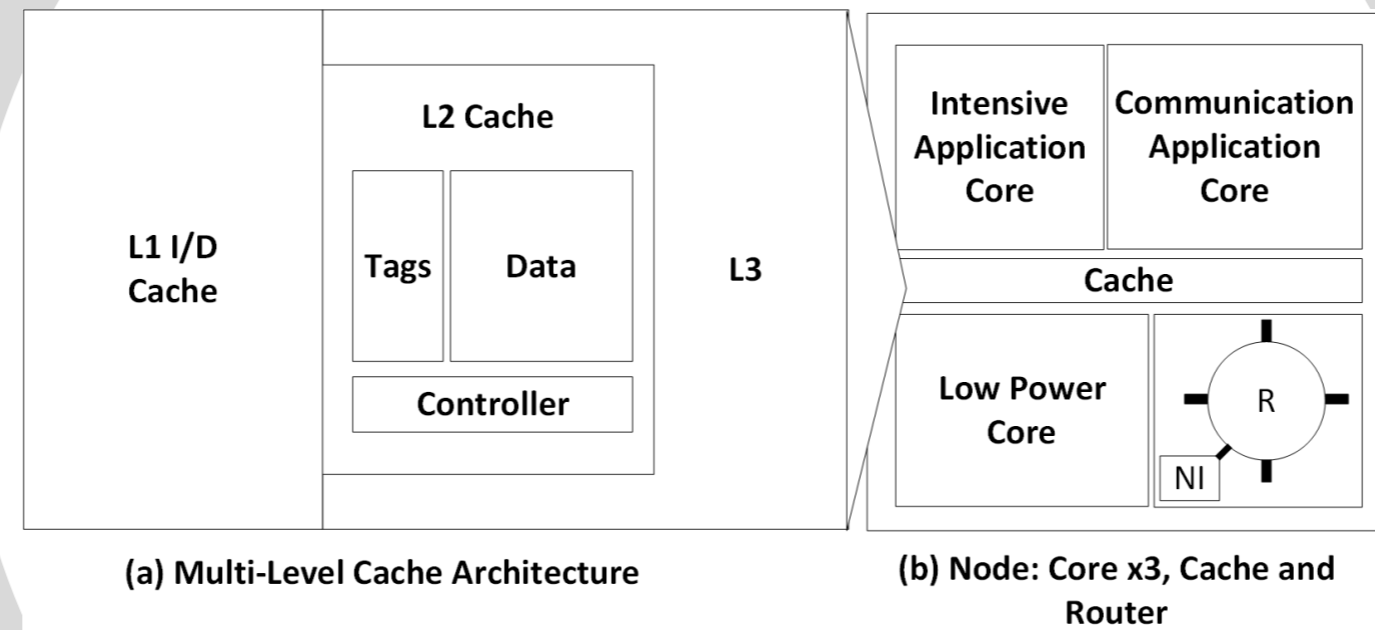 L1 I/D
Cache
L2 Cache
Tags
Data
Controller
L3
(a) Multi-Level Cache Architecture
Intensive
Application
Core
Communication
Application
Core
Cache
Low Power
Core
R
NI
(b) Node: Core x3, Cache and
Router